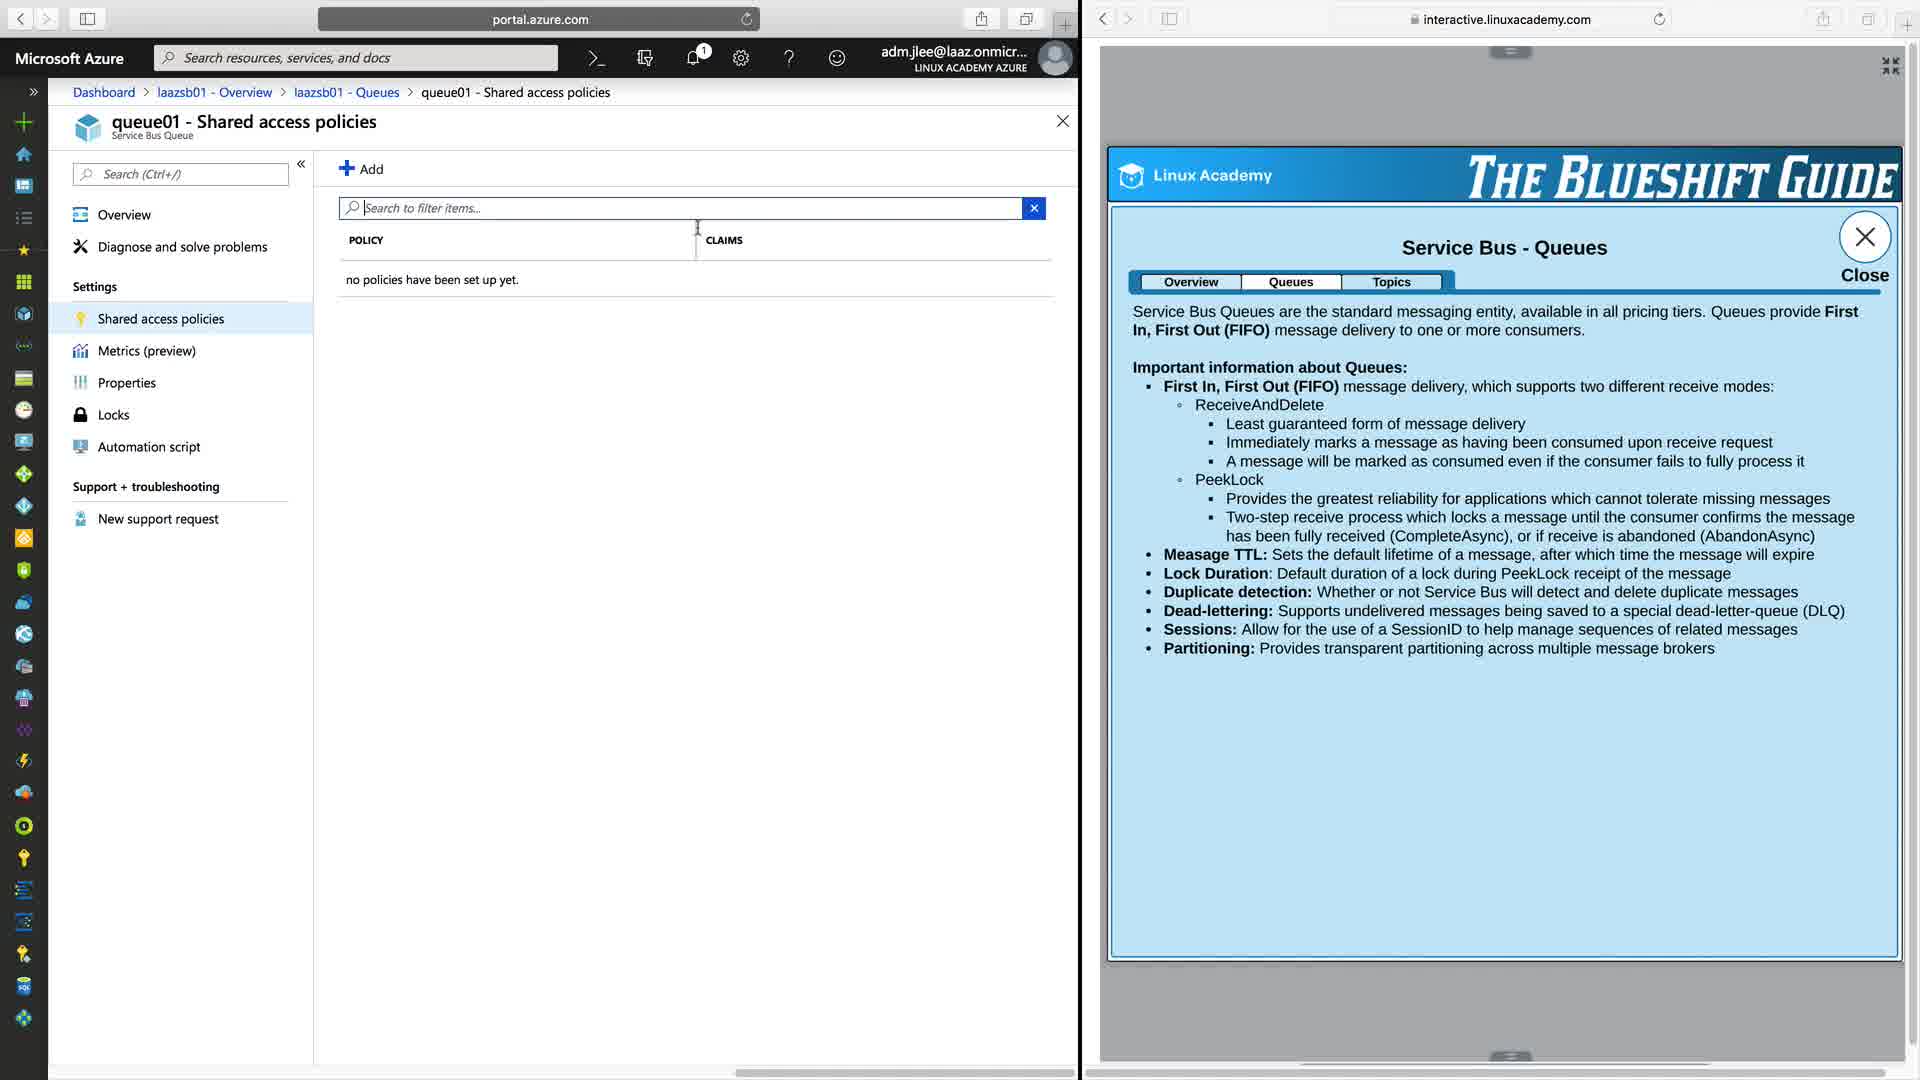 portal.azure.com
Microsoft Azure
Search resources, services, and docs
1
adm.jlee@laaz.onmicr...
LINUX ACADEMY AZURE
Dashboard > laazsb01 - Overview > laazsb01 - Queues > queue01 - Shared access policies
queue01 - Shared access policies
Service Bus Queue
Search (Ctrl+/)
Overview
Diagnose and solve problems
Settings
Shared access policies
Metrics (preview)
Properties
Locks
Automation script
Support + troubleshooting
New support request
Add
Search to filter items...
POLICY
CLAIMS
no policies have been set up yet.
interactive.linuxacademy.com
Linux Academy
THE BLUESHIFT GUIDE
Service Bus - Queues
Close
Overview
Queues
Topics
Service Bus Queues are the standard messaging entity, available in all pricing tiers. Queues provide First
In, First Out (FIFO) message delivery to one or more consumers.
Important information about Queues:
• First In, First Out (FIFO) message delivery, which supports two different receive modes:
◦ ReceiveAndDelete
▪ Least guaranteed form of message delivery
▪ Immediately marks a message as having been consumed upon receive request
▪ A message will be marked as consumed even if the consumer fails to fully process it
◦ PeekLock
▪ Provides the greatest reliability for applications which cannot tolerate missing messages
▪ Two-step receive process which locks a message until the consumer confirms the message
has been fully received (CompleteAsync), or if receive is abandoned (AbandonAsync)
• Measage TTL: Sets the default lifetime of a message, after which time the message will expire
• Lock Duration: Default duration of a lock during PeekLock receipt of the message
• Duplicate detection: Whether or not Service Bus will detect and delete duplicate messages
• Dead-lettering: Supports undelivered messages being saved to a special dead-letter-queue (DLQ)
• Sessions: Allow for the use of a SessionID to help manage sequences of related messages
• Partitioning: Provides transparent partitioning across multiple message brokers